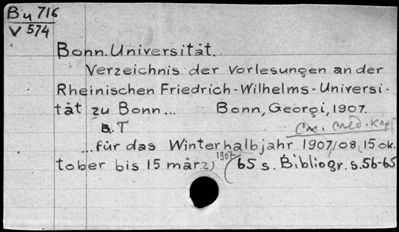 By 716
V 574
Bonn. Universität.
Verzeichnis der Vorlesungen an der
Rheinischen Friedrich-Wilhelms-Universi-
tät zu Bonn... Bonn, Georgi, 1907.
B.T
...für das Winterhalbjahr 1907/08 (15 ok.
tober bis 15 märz) 1907
65 s. Bibliogr. s. 56-65